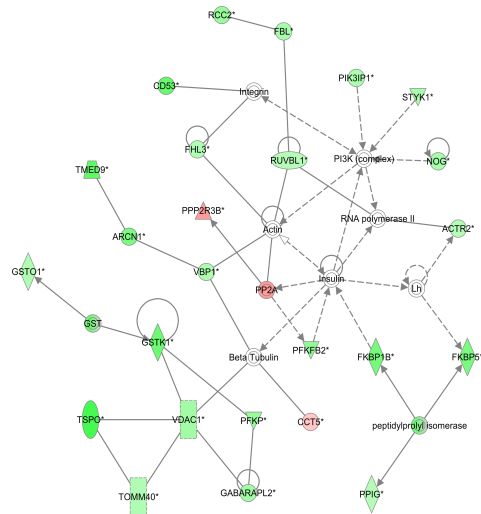 RCC2*
FBL*
CD53*
Integrin
PIK3IP1*
STYK1*
FHL3*
RUVBL1*
PI3K (complex)
NOG*
TMED9*
PPP2R3B*
RNA polymerase II
ARCN1*
Actin
ACTR2*
GSTO1*
VBP1*
PP2A
Insulin
Lh
GST
GSTK1*
Beta Tubulin
PFKFB2*
FKBP1B*
FKBP5*
TSPO*
VDAC1*
PFKP*
CCT5*
peptidylprolyl isomerase
TOMM40*
GABARAPL2*
PPIG*